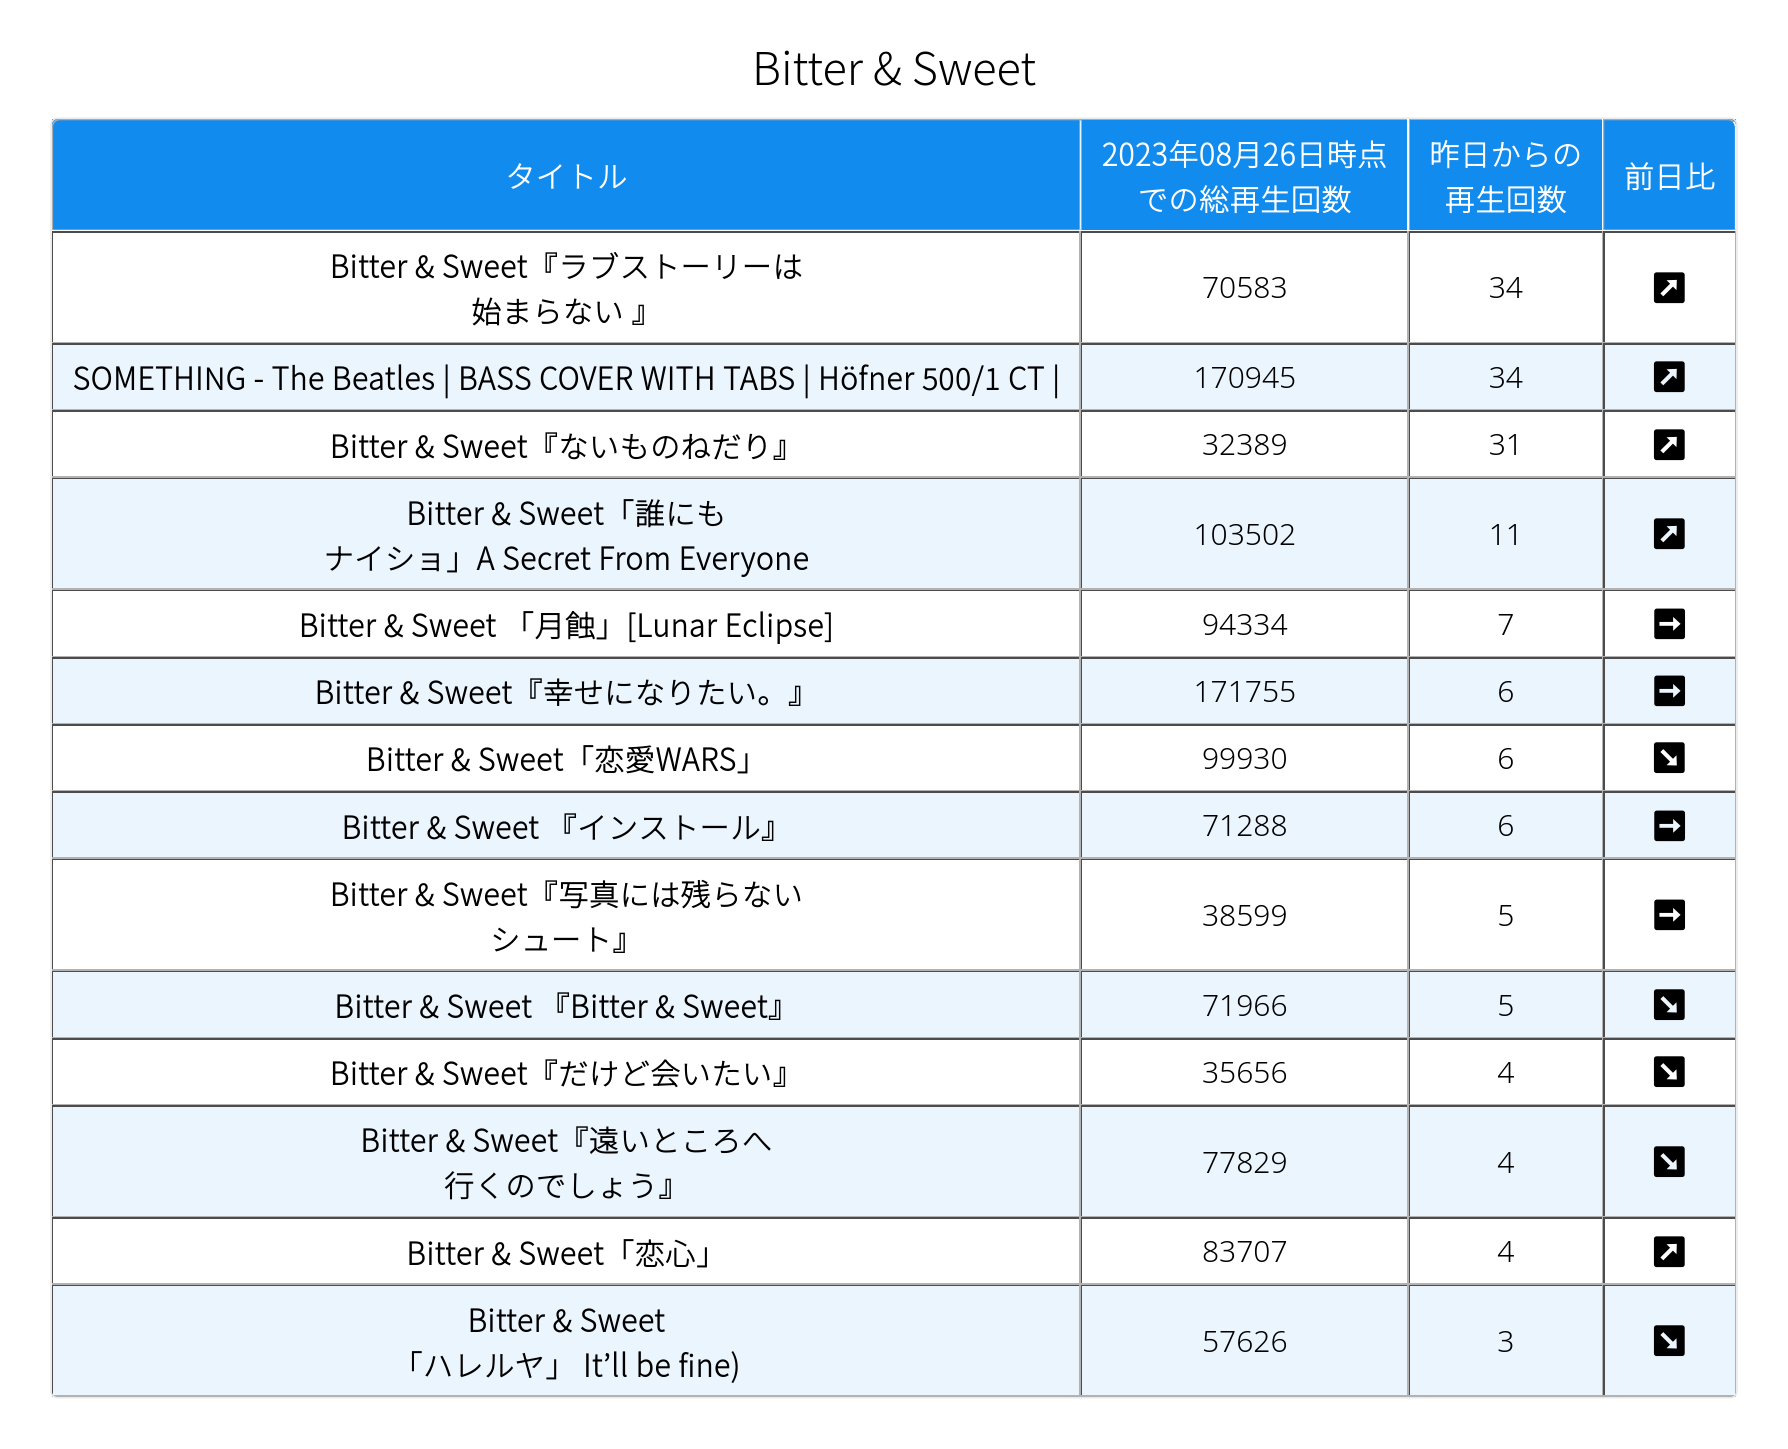 Bitter & Sweet
タイトル
2023年08月26日時点
での総再生回数
昨日からの
再生回数
前日比
Bitter & Sweet『ラブストーリーは
始まらない 』
70583
34
SOMETHING - The Beatles | BASS COVER WITH TABS | Höfner 500/1 CT |
170945
34
Bitter & Sweet『ないものねだり』
32389
31
Bitter & Sweet「誰にも
ナイショ」A Secret From Everyone
103502
11
Bitter & Sweet 「月蝕」[Lunar Eclipse]
94334
7
Bitter & Sweet『幸せになりたい。』
171755
6
Bitter & Sweet「恋愛WARS」
99930
6
Bitter & Sweet 『インストール』
71288
6
Bitter & Sweet『写真には残らない
シュート』
38599
5
Bitter & Sweet 『Bitter & Sweet』
71966
5
Bitter & Sweet『だけど会いたい』
35656
4
Bitter & Sweet『遠いところへ
行くのでしょう』
77829
4
Bitter & Sweet「恋心」
83707
4
Bitter & Sweet
「ハレルヤ」 It’ll be fine)
57626
3